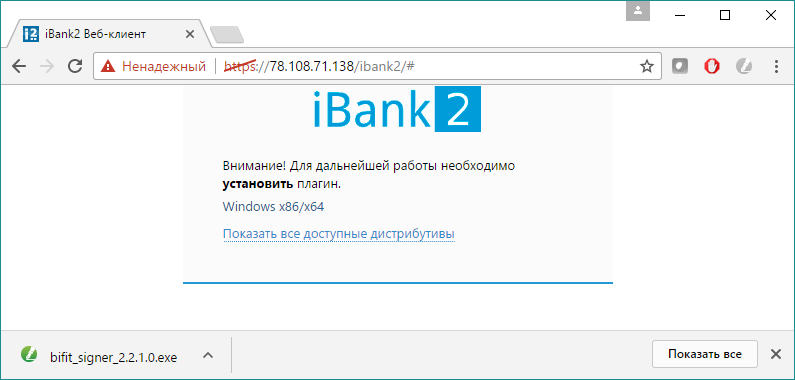 iBank2 Веб-клиент
Ненадежный https://78.108.71.138/ibank2/#
iBank 2
Внимание! Для дальнейшей работы необходимо
установить плагин.
Windows x86/x64
Показать все доступные дистрибутивы
bifit_signer_2.2.1.0.exe
Показать все